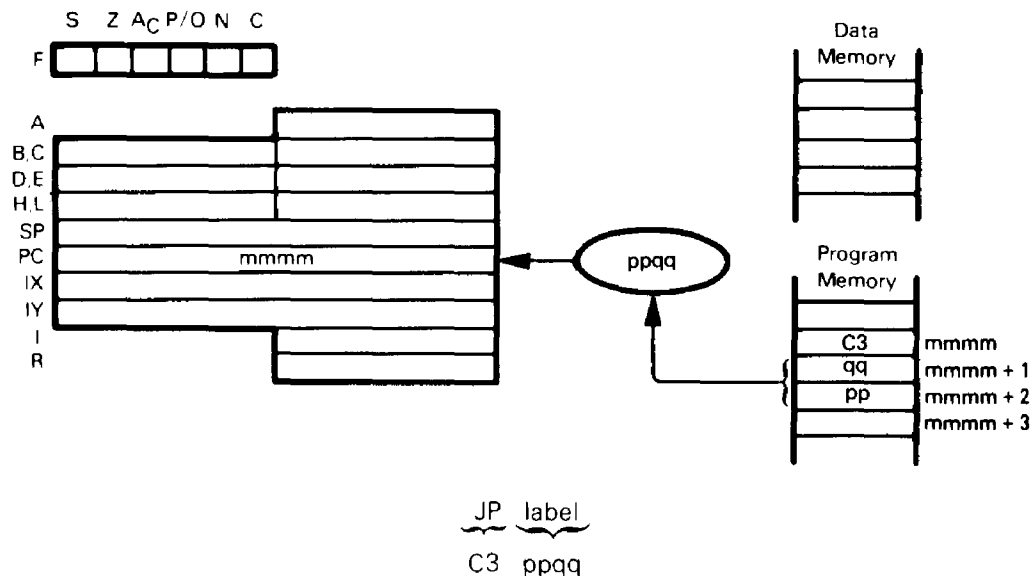 S Z AC P/O N C
F
A
B,C
D,E
H,L
SP
PC mmmm
IX
IY
I
R
ppqq
Data
Memory
Program
Memory
C3 mmmm
qq mmmm + 1
pp mmmm + 2
mmmm + 3
JP label
C3 ppqq